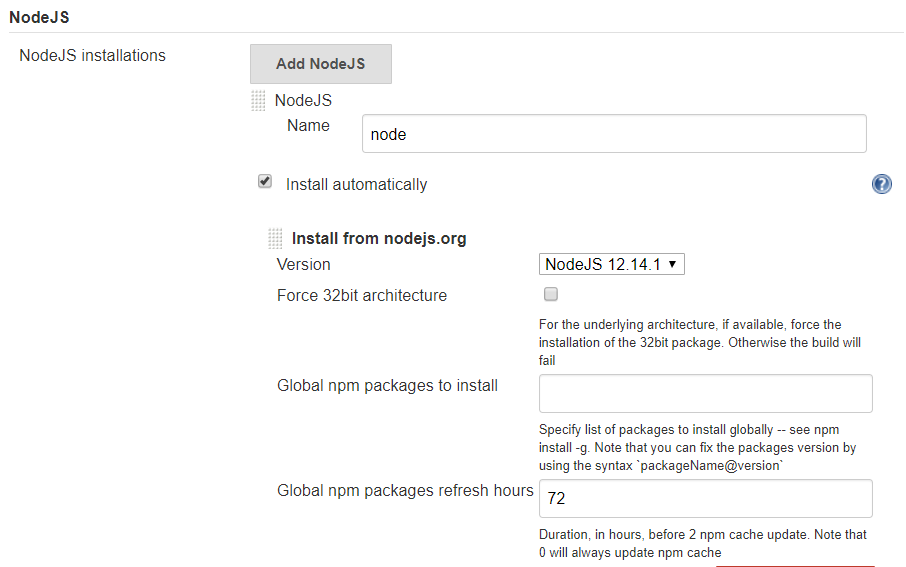 NodeJS
NodeJS installations
Add NodeJS
NodeJS
Name
node
Install automatically
?
Install from nodejs.org
Version
NodeJS 12.14.1
Force 32bit architecture
For the underlying architecture, if available, force the
installation of the 32bit package. Otherwise the build will
fail
Global npm packages to install
Specify list of packages to install globally -- see npm
install -g. Note that you can fix the packages version by
using the syntax `packageName@version`
Global npm packages refresh hours
72
Duration, in hours, before 2 npm cache update. Note that
0 will always update npm cache